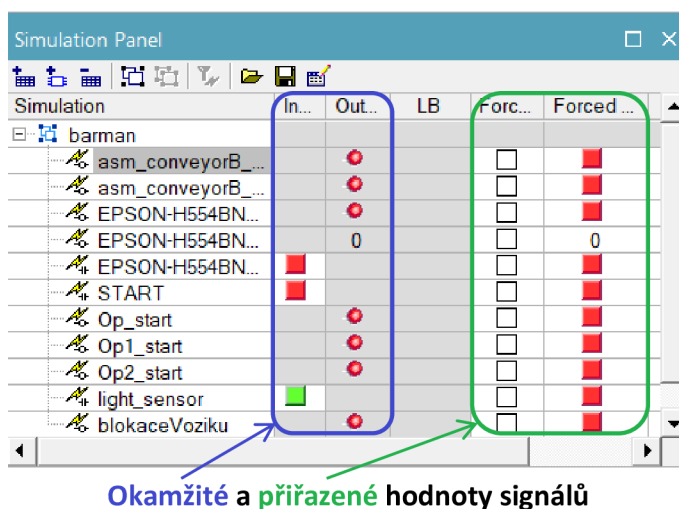 Simulation Panel
Simulation In... Out... LB Forc... Forced ...
barman
asm_conveyorB_...
asm_conveyorB_...
EPSON-H554BN...
EPSON-H554BN... 0 0
EPSON-H554BN...
START
Op_start
Op1_start
Op2_start
light_sensor
blokaceVoziku
Okamžité a přiřazené hodnoty signálů